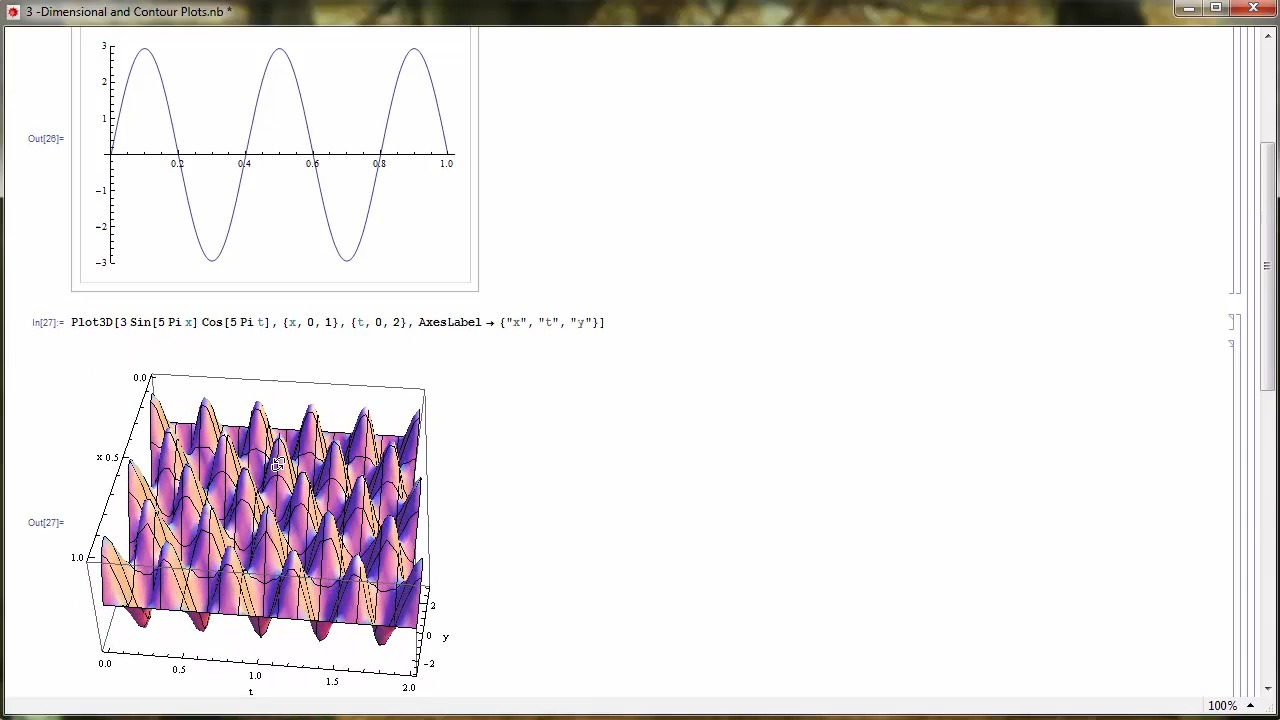 3 -Dimensional and Contour Plots.nb *
3
2
1
Out[26]=
0.2 0.4 0.6 0.8 1.0
-1
-2
-3
In[27]:= Plot3D[3 Sin[5 Pi x] Cos[5 Pi t], {x, 0, 1}, {t, 0, 2}, AxesLabel → {"x", "t", "y"}]
0.0
x 0.5
Out[27]=
1.0
2
0 y
-2
0.0 0.5 1.0 1.5 2.0
t
100%